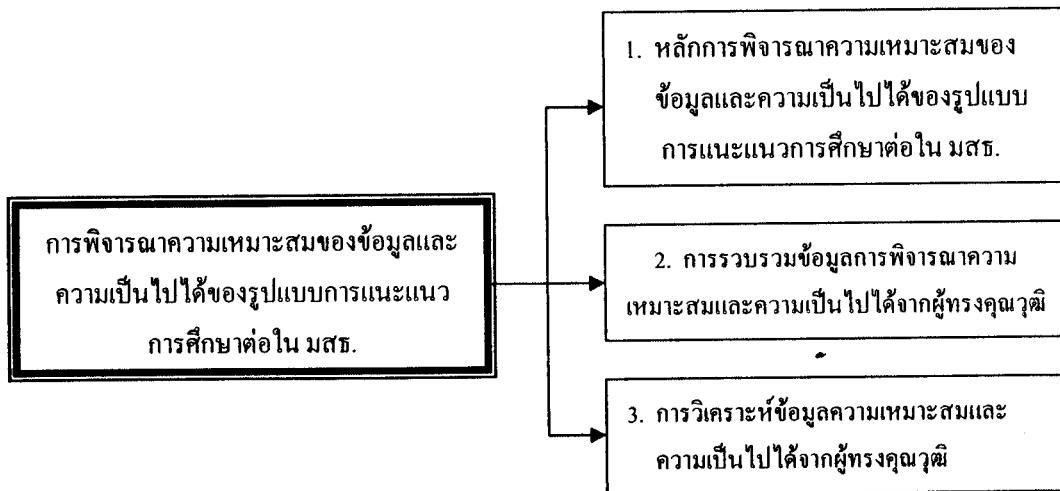 การพิจารณาความเหมาะสมของข้อมูลและ
ความเป็นไปได้ของรูปแบบการแนะแนว
การศึกษาต่อใน มสธ.
1. หลักการพิจารณาความเหมาะสมของ
ข้อมูลและความเป็นไปได้ของรูปแบบ
การแนะแนวการศึกษาต่อใน มสธ.
2. การรวบรวมข้อมูลการพิจารณาความ
เหมาะสมและความเป็นไปได้จากผู้ทรงคุณวุฒิ
3. การวิเคราะห์ข้อมูลความเหมาะสมและ
ความเป็นไปได้จากผู้ทรงคุณวุฒิ